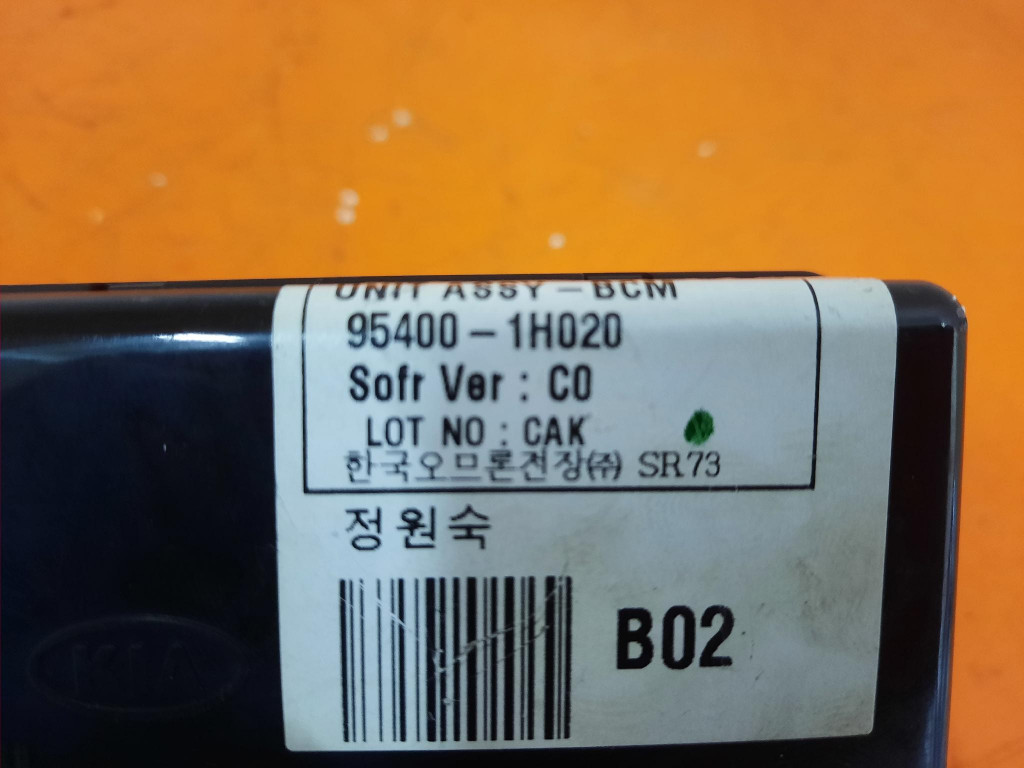 UNIT ASSY-BCM
95400-1H020
Sofr Ver : C0
LOT NO : CAK
한국오므론전장㈜ SR73
정원숙
B02
KIA